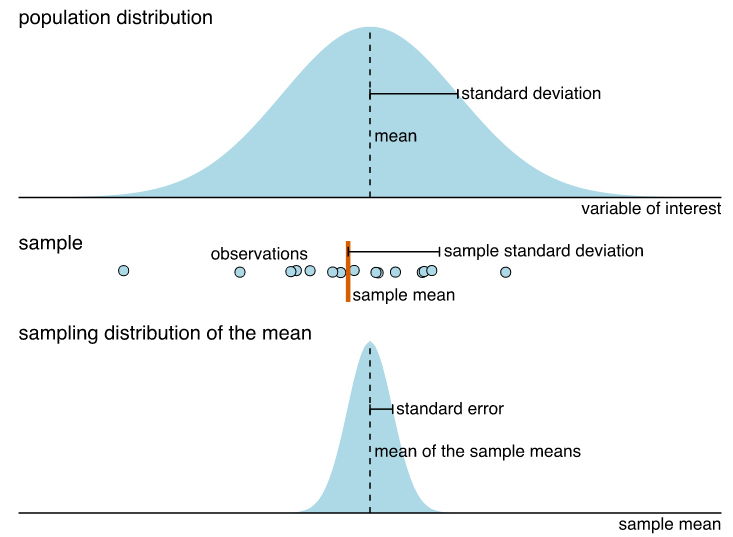 population distribution
standard deviation
mean
variable of interest
sample
observations
sample standard deviation
sample mean
sampling distribution of the mean
standard error
mean of the sample means
sample mean